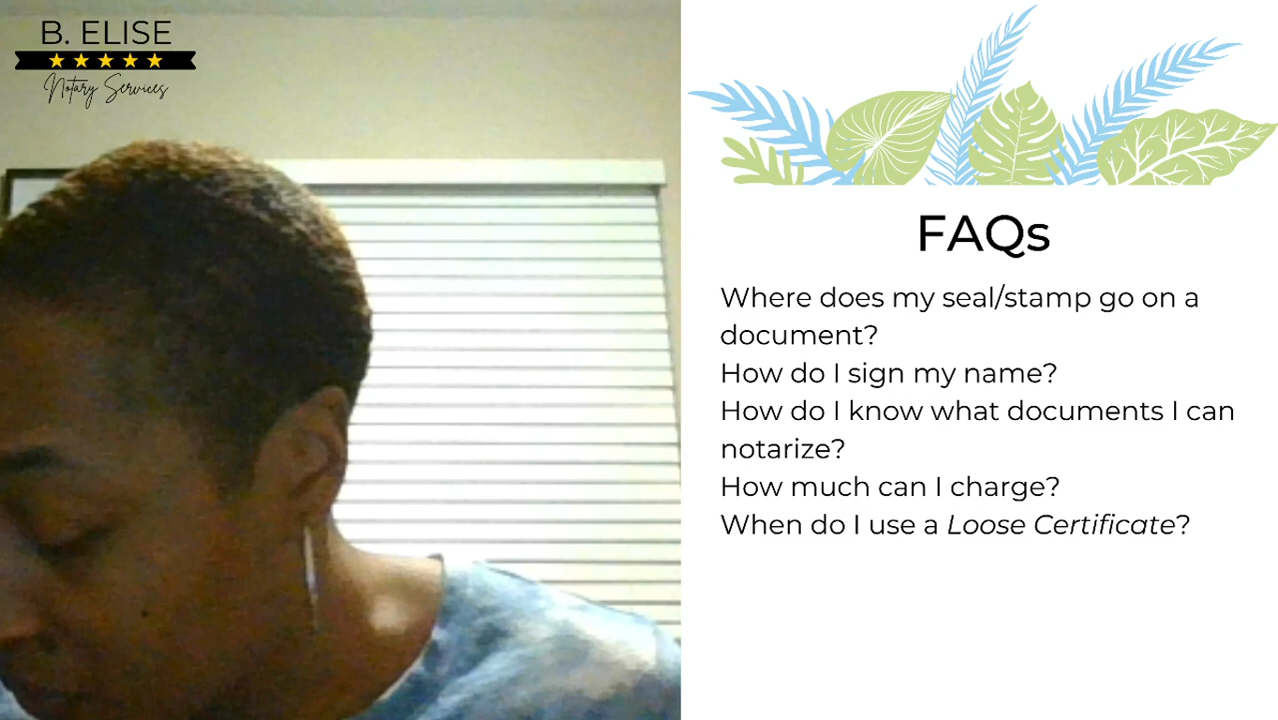 B. ELISE
Notary Services
FAQs
Where does my seal/stamp go on a
document?
How do I sign my name?
How do I know what documents I can
notarize?
How much can I charge?
When do I use a Loose Certificate?